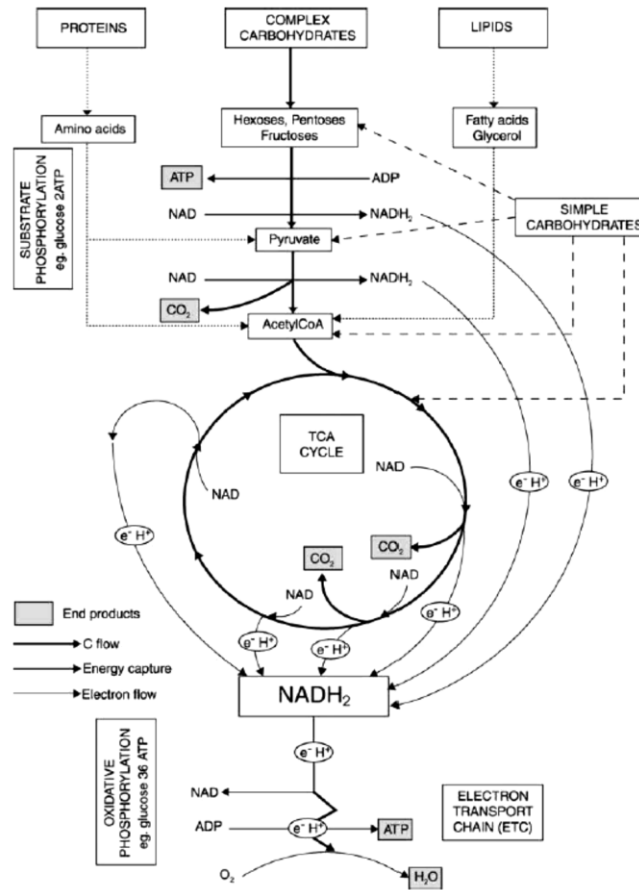 PROTEINS
COMPLEX
CARBOHYDRATES
LIPIDS
Amino acids
Hexoses, Pentoses
Fructoses
Fatty acids
Glycerol
SUBSTRATE
PHOSPHORYLATION
eg. glucose 2ATP
ATP
ADP
NAD
NADH₂
SIMPLE
CARBOHYDRATES
Pyruvate
NAD
NADH₂
CO₂
AcetylCoA
TCA
CYCLE
NAD
NAD
e⁻ H⁺
e⁻ H⁺
e⁻ H⁺
CO₂
CO₂
NAD
NAD
e⁻ H⁺
e⁻ H⁺
e⁻ H⁺
End products
C flow
Energy capture
Electron flow
NADH₂
e⁻ H⁺
OXIDATIVE
PHOSPHORYLATION
eg. glucose 36 ATP
NAD
ADP
e⁻ H⁺
ATP
ELECTRON
TRANSPORT
CHAIN (ETC)
O₂
H₂O